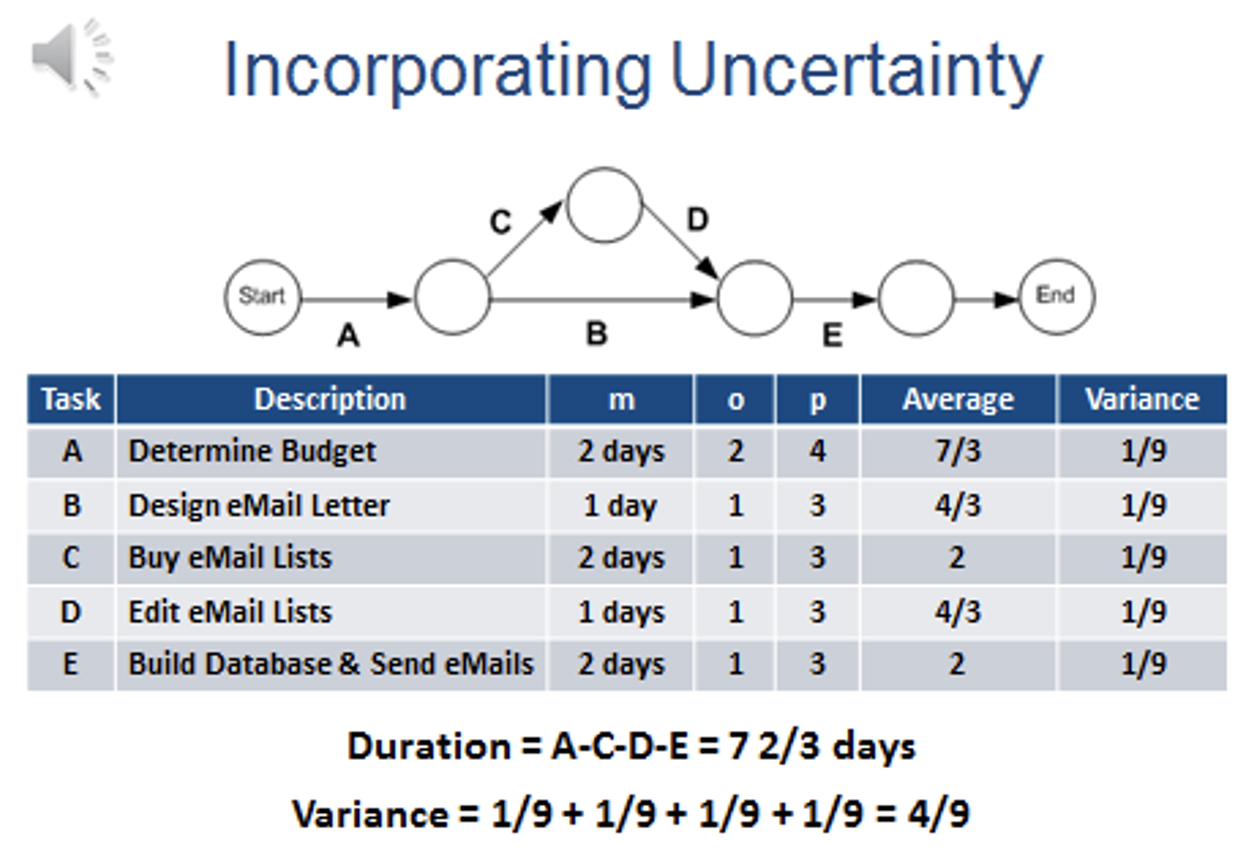 Incorporating Uncertainty
C D
Start End
A B E
Task Description m o p Average Variance
A Determine Budget 2 days 2 4 7/3 1/9
B Design eMail Letter 1 day 1 3 4/3 1/9
C Buy eMail Lists 2 days 1 3 2 1/9
D Edit eMail Lists 1 days 1 3 4/3 1/9
E Build Database & Send eMails 2 days 1 3 2 1/9
Duration = A-C-D-E = 7 2/3 days
Variance = 1/9 + 1/9 + 1/9 + 1/9 = 4/9